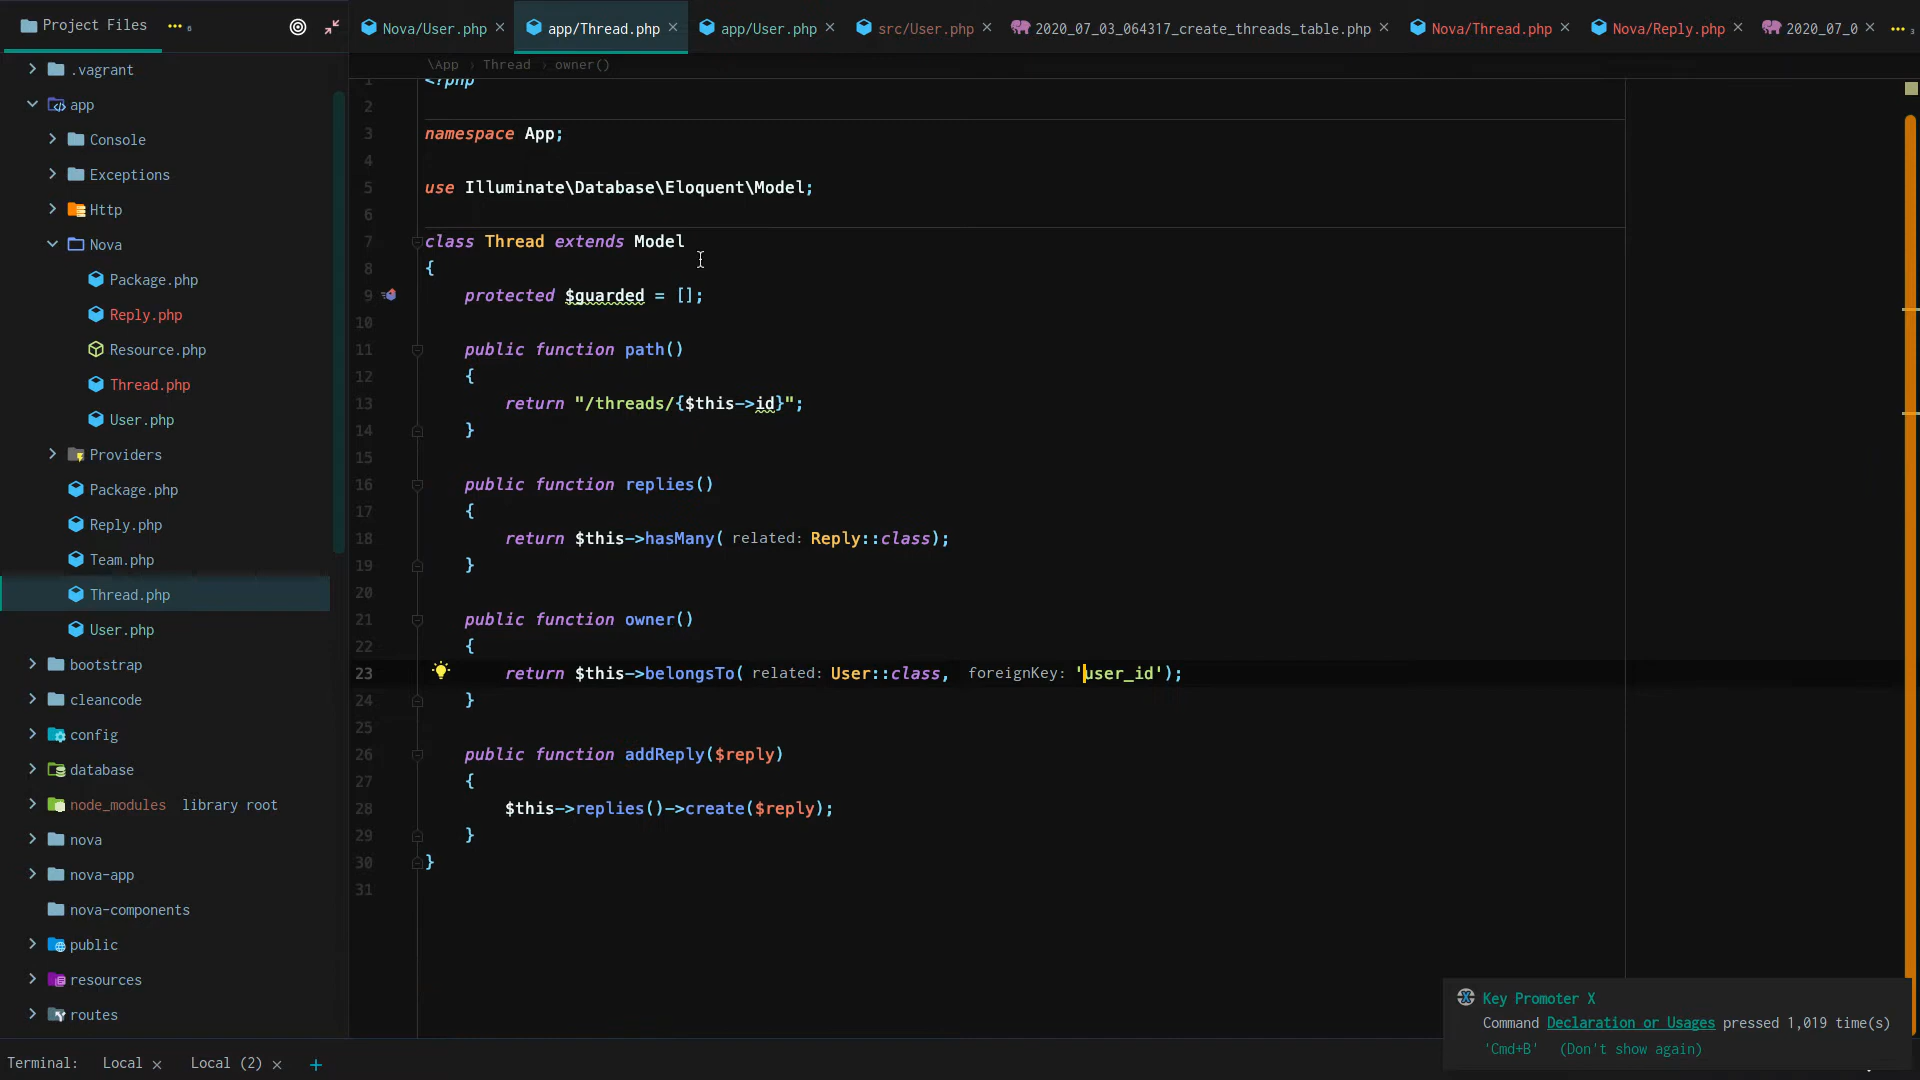 Project Files
Nova/User.php
app/Thread.php
app/User.php
src/User.php
2020_07_03_064317_create_threads_table.php
Nova/Thread.php
Nova/Reply.php
2020_07_0
\App Thread owner()
.vagrant
app
Console
Exceptions
Http
Nova
Package.php
Reply.php
Resource.php
Thread.php
User.php
Providers
Package.php
Reply.php
Team.php
Thread.php
User.php
bootstrap
cleancode
config
database
node_modules library root
nova
nova-app
nova-components
public
resources
routes
1 <?php
2
3 namespace App;
4
5 use Illuminate\Database\Eloquent\Model;
6
7 class Thread extends Model
8 {
9 protected $guarded = [];
10
11 public function path()
12 {
13 return "/threads/{$this->id}";
14 }
15
16 public function replies()
17 {
18 return $this->hasMany( related: Reply::class);
19 }
20
21 public function owner()
22 {
23 return $this->belongsTo( related: User::class, foreignKey: 'user_id');
24 }
25
26 public function addReply($reply)
27 {
28 $this->replies()->create($reply);
29 }
30 }
31
Key Promoter X
Command Declaration or Usages pressed 1,019 time(s)
'Cmd+B' (Don't show again)
Terminal: Local Local (2) +